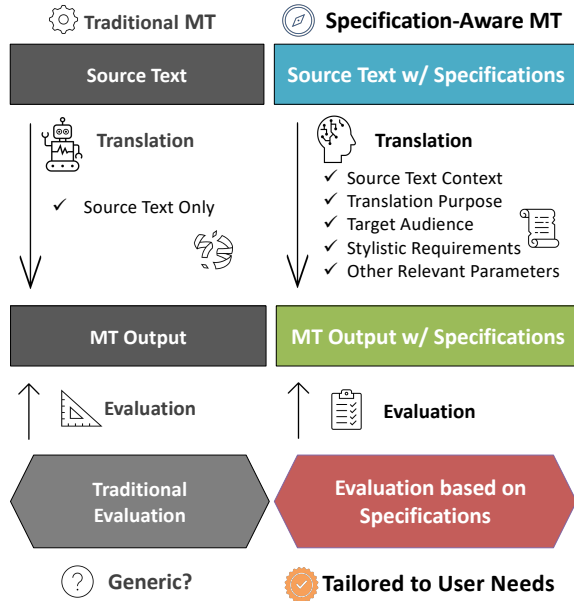 Traditional MT
Specification-Aware MT
Source Text
Source Text w/ Specifications
Translation
✓ Source Text Only
Translation
✓ Source Text Context
✓ Translation Purpose
✓ Target Audience
✓ Stylistic Requirements
✓ Other Relevant Parameters
MT Output
MT Output w/ Specifications
Evaluation
Evaluation
Traditional
Evaluation
Evaluation based on
Specifications
? Generic?
Tailored to User Needs